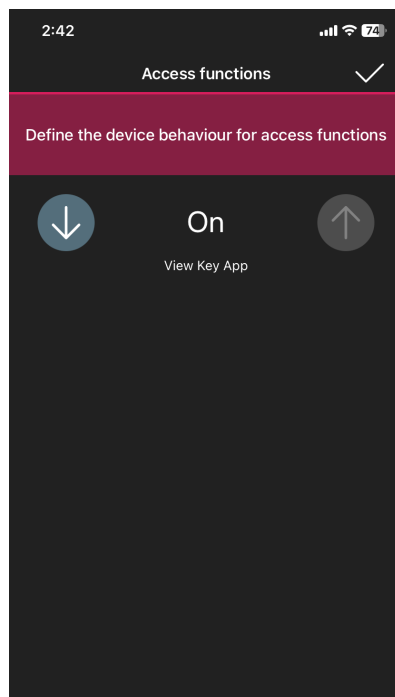 2:42
74
Access functions
Define the device behaviour for access functions
On
View Key App